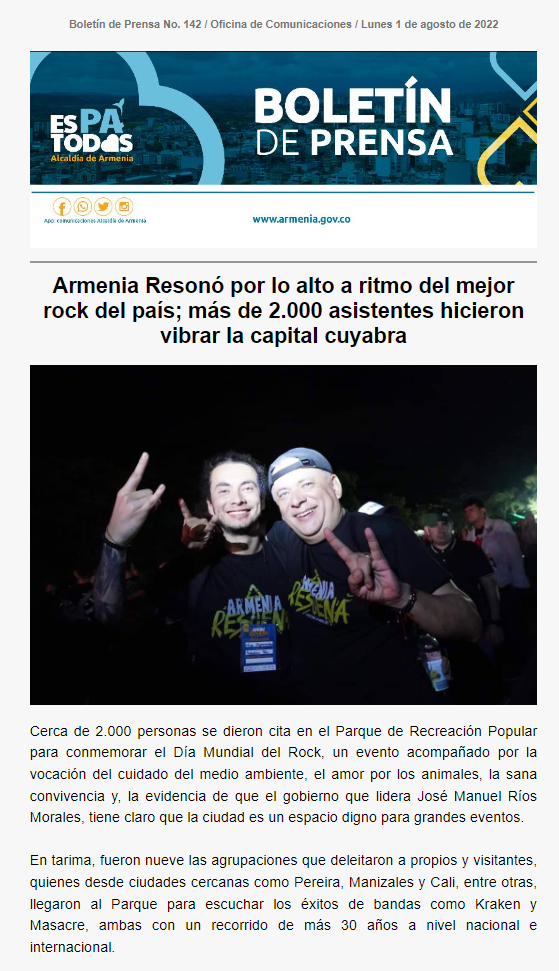 Boletín de Prensa No. 142 / Oficina de Comunicaciones / Lunes 1 de agosto de 2022
ESPA
TODOS
Alcaldía de Armenia
BOLETÍN
DE PRENSA
App: comunicaciones Alcaldía de Armenia
www.armenia.gov.co
Armenia Resonó por lo alto a ritmo del mejor
rock del país; más de 2.000 asistentes hicieron
vibrar la capital cuyabra
ARMENIA
RESUENA
ARMENIA
RESUENA
Cerca de 2.000 personas se dieron cita en el Parque de Recreación Popular
para conmemorar el Día Mundial del Rock, un evento acompañado por la
vocación del cuidado del medio ambiente, el amor por los animales, la sana
convivencia y, la evidencia de que el gobierno que lidera José Manuel Ríos
Morales, tiene claro que la ciudad es un espacio digno para grandes eventos.
En tarima, fueron nueve las agrupaciones que deleitaron a propios y visitantes,
quienes desde ciudades cercanas como Pereira, Manizales y Cali, entre otras,
llegaron al Parque para escuchar los éxitos de bandas como Kraken y
Masacre, ambas con un recorrido de más 30 años a nivel nacional e
internacional.